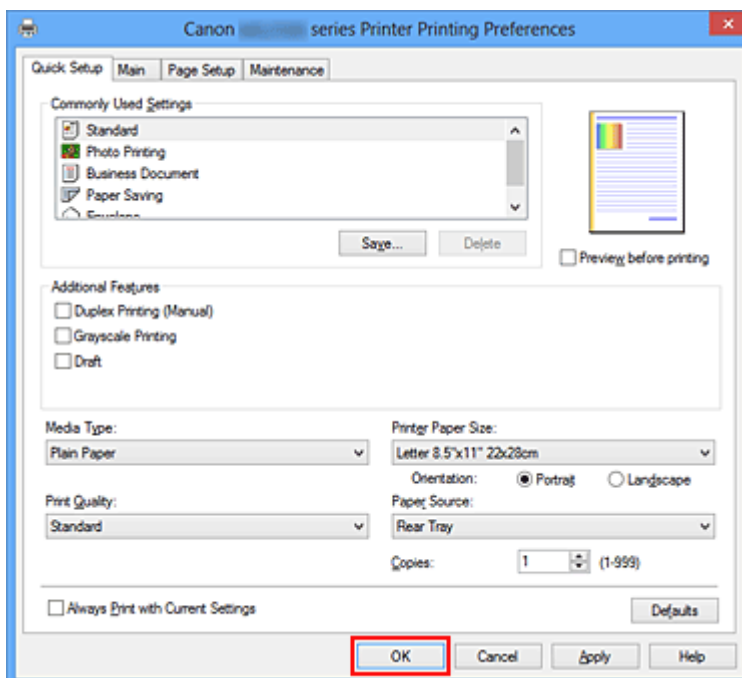 Canon series Printer Printing Preferences
Quick Setup Main Page Setup Maintenance
Commonly Used Settings
Standard
Photo Printing
Business Document
Paper Saving
Envelope
Save... Delete
Preview before printing
Additional Features
Duplex Printing (Manual)
Grayscale Printing
Draft
Media Type:
Plain Paper
Printer Paper Size:
Letter 8.5"x11" 22x28cm
Orientation: Portrait Landscape
Print Quality:
Standard
Paper Source:
Rear Tray
Copies: 1 (1-999)
Always Print with Current Settings
Defaults
OK Cancel Apply Help